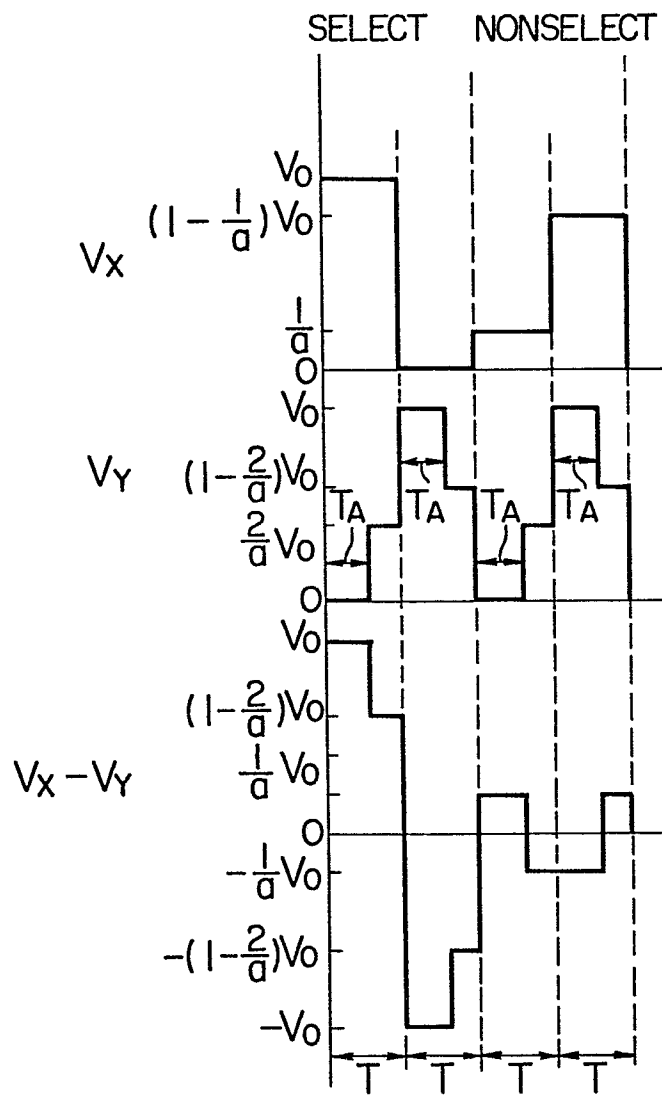 SELECT NONSELECT
V0
(1-1/a)V0
VX
1/a
0
V0
VY (1-2/a)V0
TA TA TA TA
2/a V0
0
V0
(1-2/a)V0
VX-VY 1/a V0
0
-1/a V0
-(1-2/a)V0
-V0
T T T T